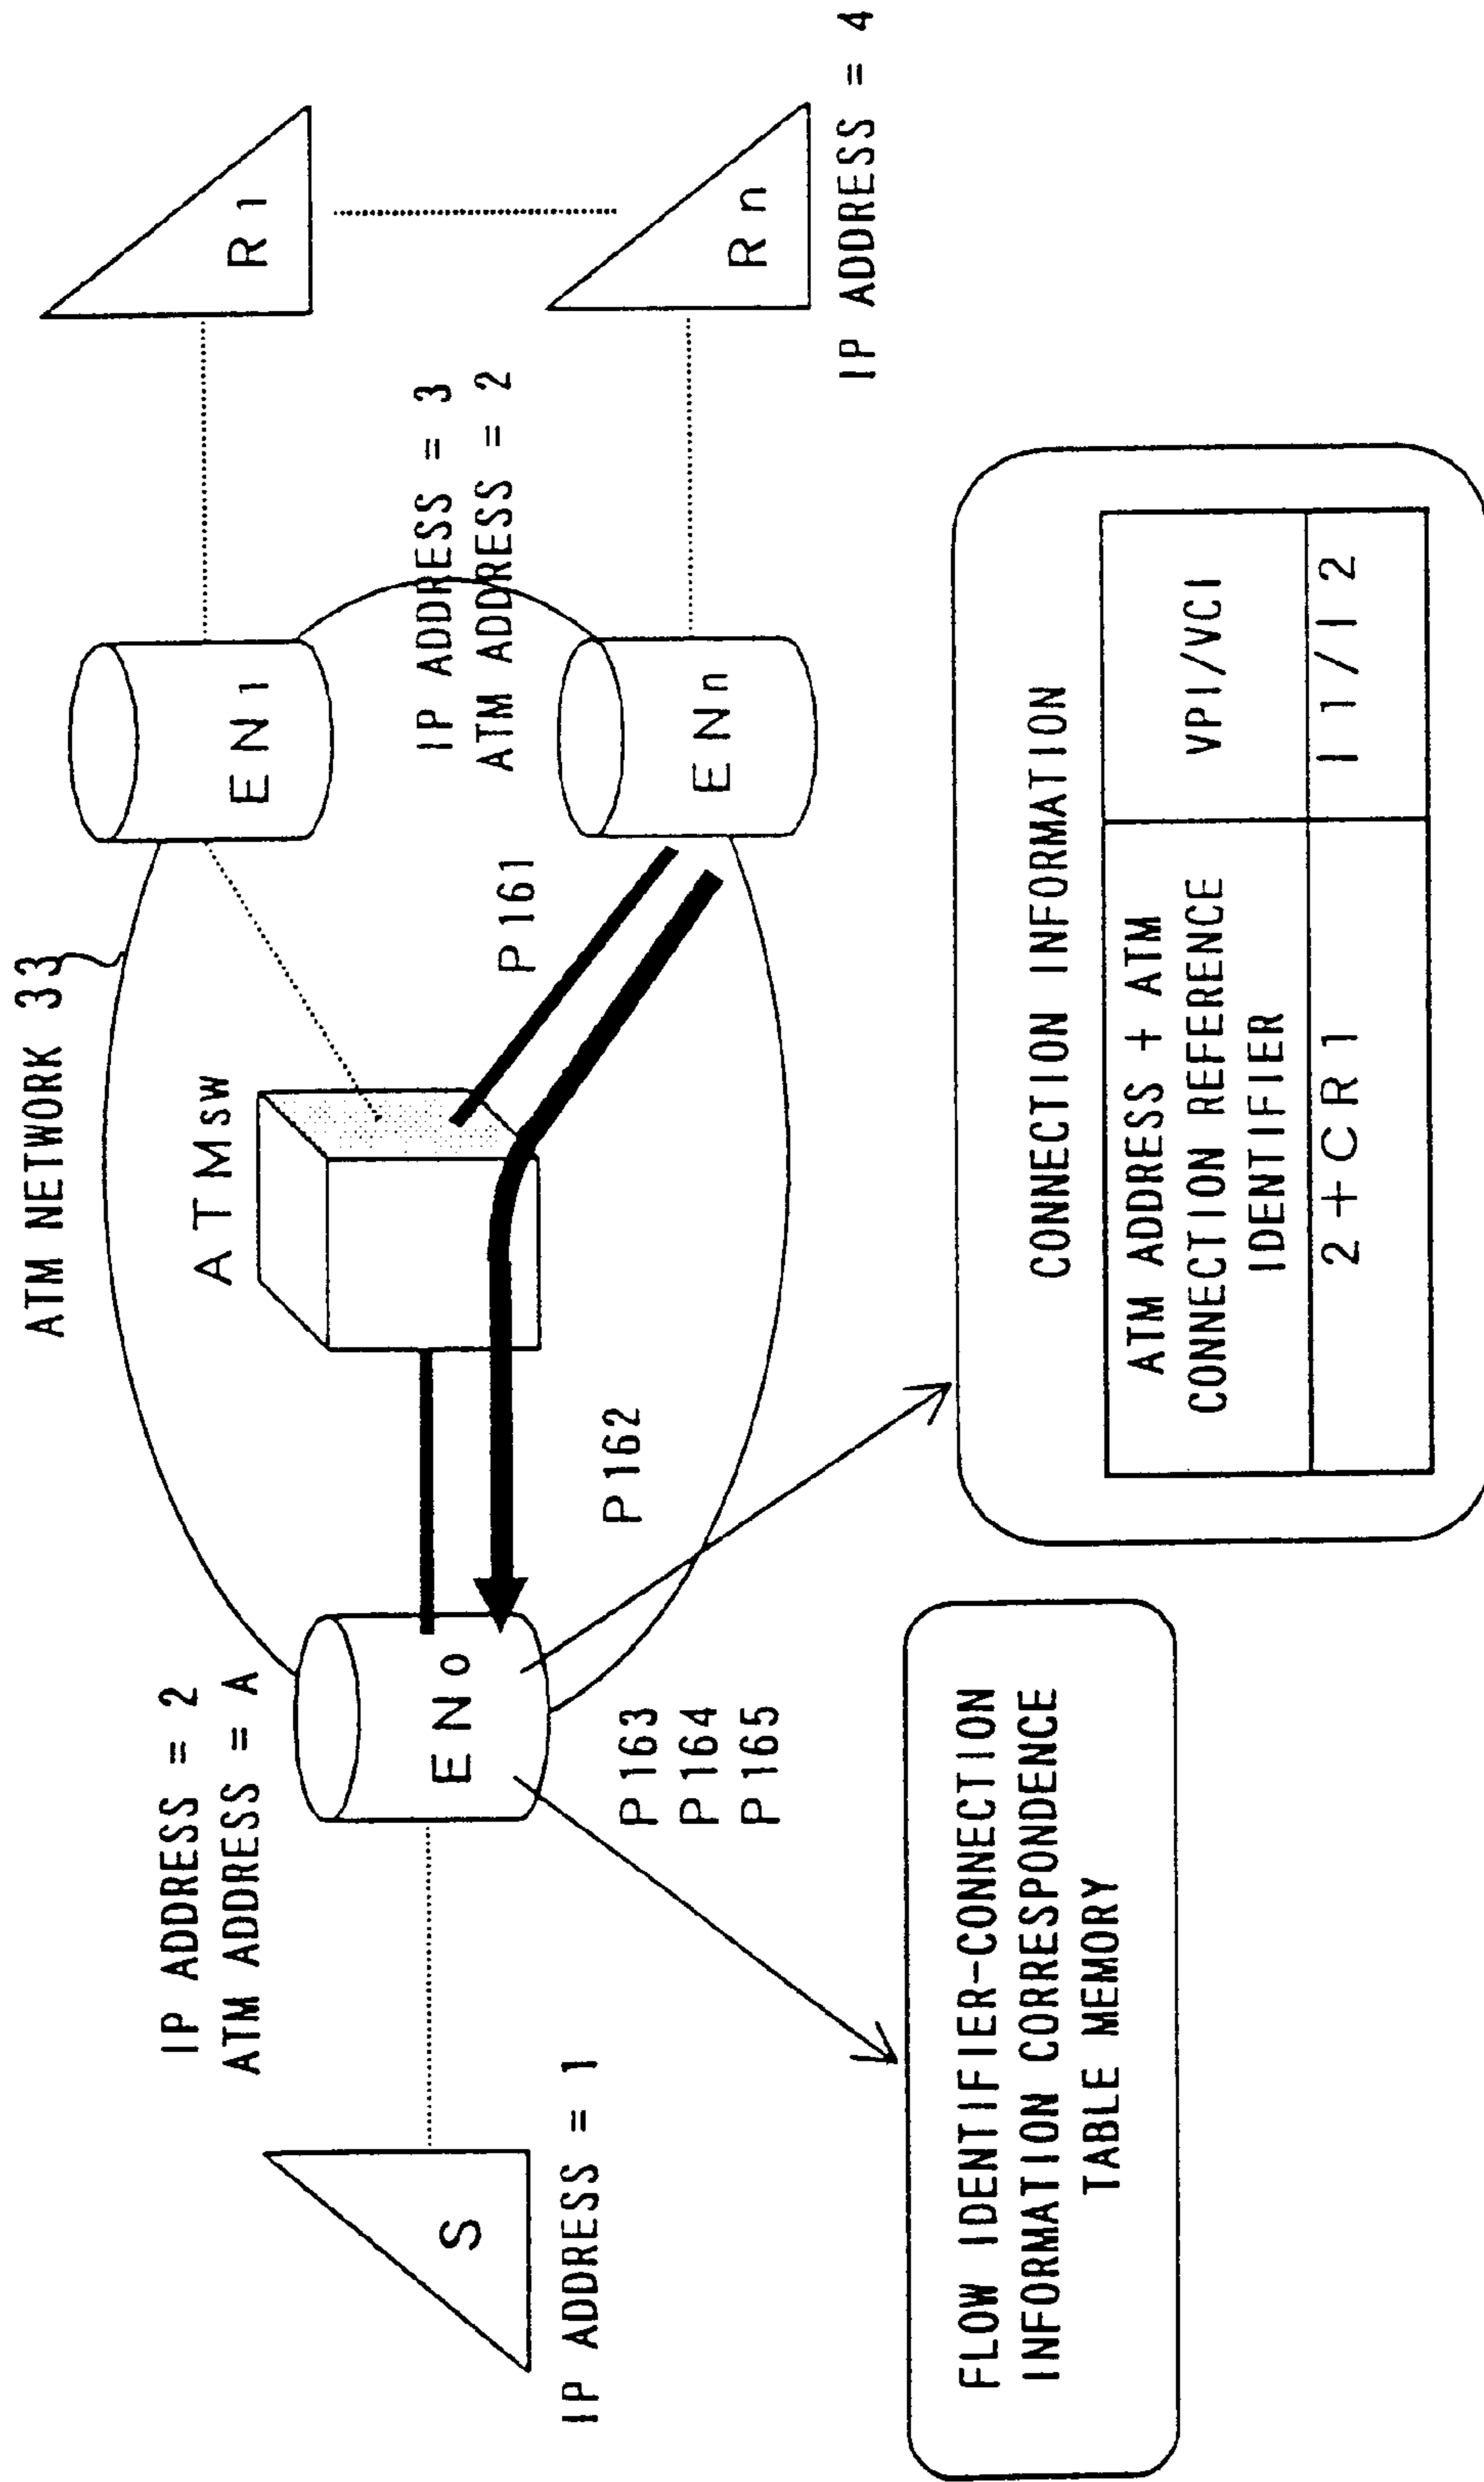 ATM NETWORK 33
IP ADDRESS = 2
ATM ADDRESS = A
ATMSW
EN1
R1
IP ADDRESS = 3
ATM ADDRESS = 2
P161
S
IP ADDRESS = 1
EN0
P162
P163
P164
P165
ENn
Rn
IP ADDRESS = 4
FLOW IDENTIFIER-CONNECTION
INFORMATION CORRESPONDENCE
TABLE MEMORY
CONNECTION INFORMATION
ATM ADDRESS + ATM
CONNECTION REFERENCE
IDENTIFIER
VPI/VCI
2+CR1
11/12